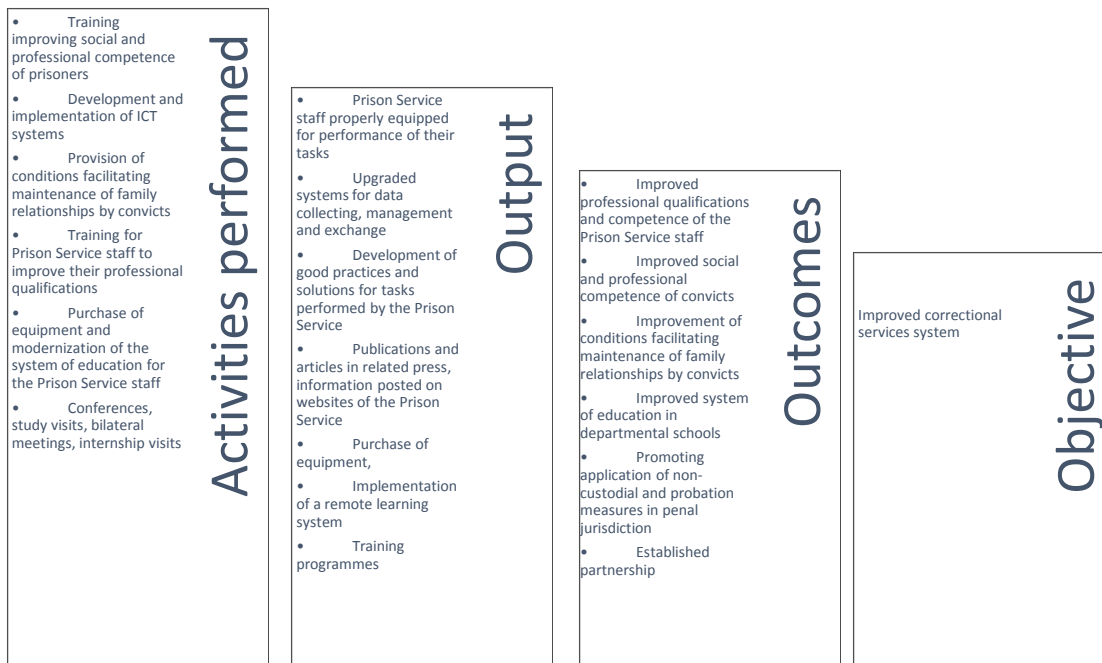 • Training
improving social and
professional competence
of prisoners
• Development and
implementation of ICT
systems
• Provision of
conditions facilitating
maintenance of family
relationships by convicts
• Training for
Prison Service staff to
improve their professional
qualifications
• Purchase of
equipment and
modernization of the
system of education for
the Prison Service staff
• Conferences,
study visits, bilateral
meetings, internship visits
Activities performed
• Prison Service
staff properly equipped
for performance of their
tasks
• Upgraded
systems for data
collecting, management
and exchange
• Development of
good practices and
solutions for tasks
performed by the Prison
Service
• Publications and
articles in related press,
information posted on
websites of the Prison
Service
• Purchase of
equipment,
• Implementation
of a remote learning
system
• Training
programmes
Output
• Improved
professional qualifications
and competence of the
Prison Service staff
• Improved social
and professional
competence of convicts
• Improvement of
conditions facilitating
maintenance of family
relationships by convicts
• Improved system
of education in
departmental schools
• Promoting
application of non-
custodial and probation
measures in penal
jurisdiction
• Established
partnership
Outcomes
Improved correctional
services system
Objective